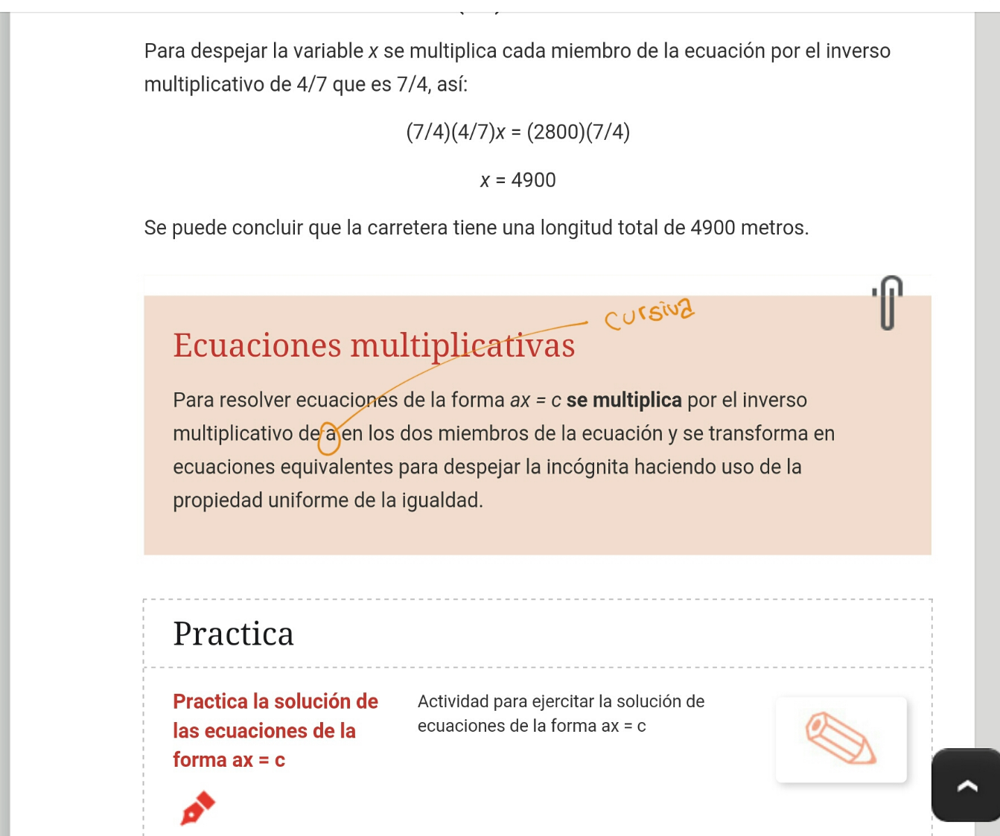 Para despejar la variable x se multiplica cada miembro de la ecuación por el inverso
multiplicativo de 4/7 que es 7/4, así:
(7/4)(4/7)x = (2800)(7/4)
x = 4900
Se puede concluir que la carretera tiene una longitud total de 4900 metros.
cursiva
Ecuaciones multiplicativas
Para resolver ecuaciones de la forma ax = c se multiplica por el inverso
multiplicativo de a en los dos miembros de la ecuación y se transforma en
ecuaciones equivalentes para despejar la incógnita haciendo uso de la
propiedad uniforme de la igualdad.
Practica
Practica la solución de
las ecuaciones de la
forma ax = c
Actividad para ejercitar la solución de
ecuaciones de la forma ax = c